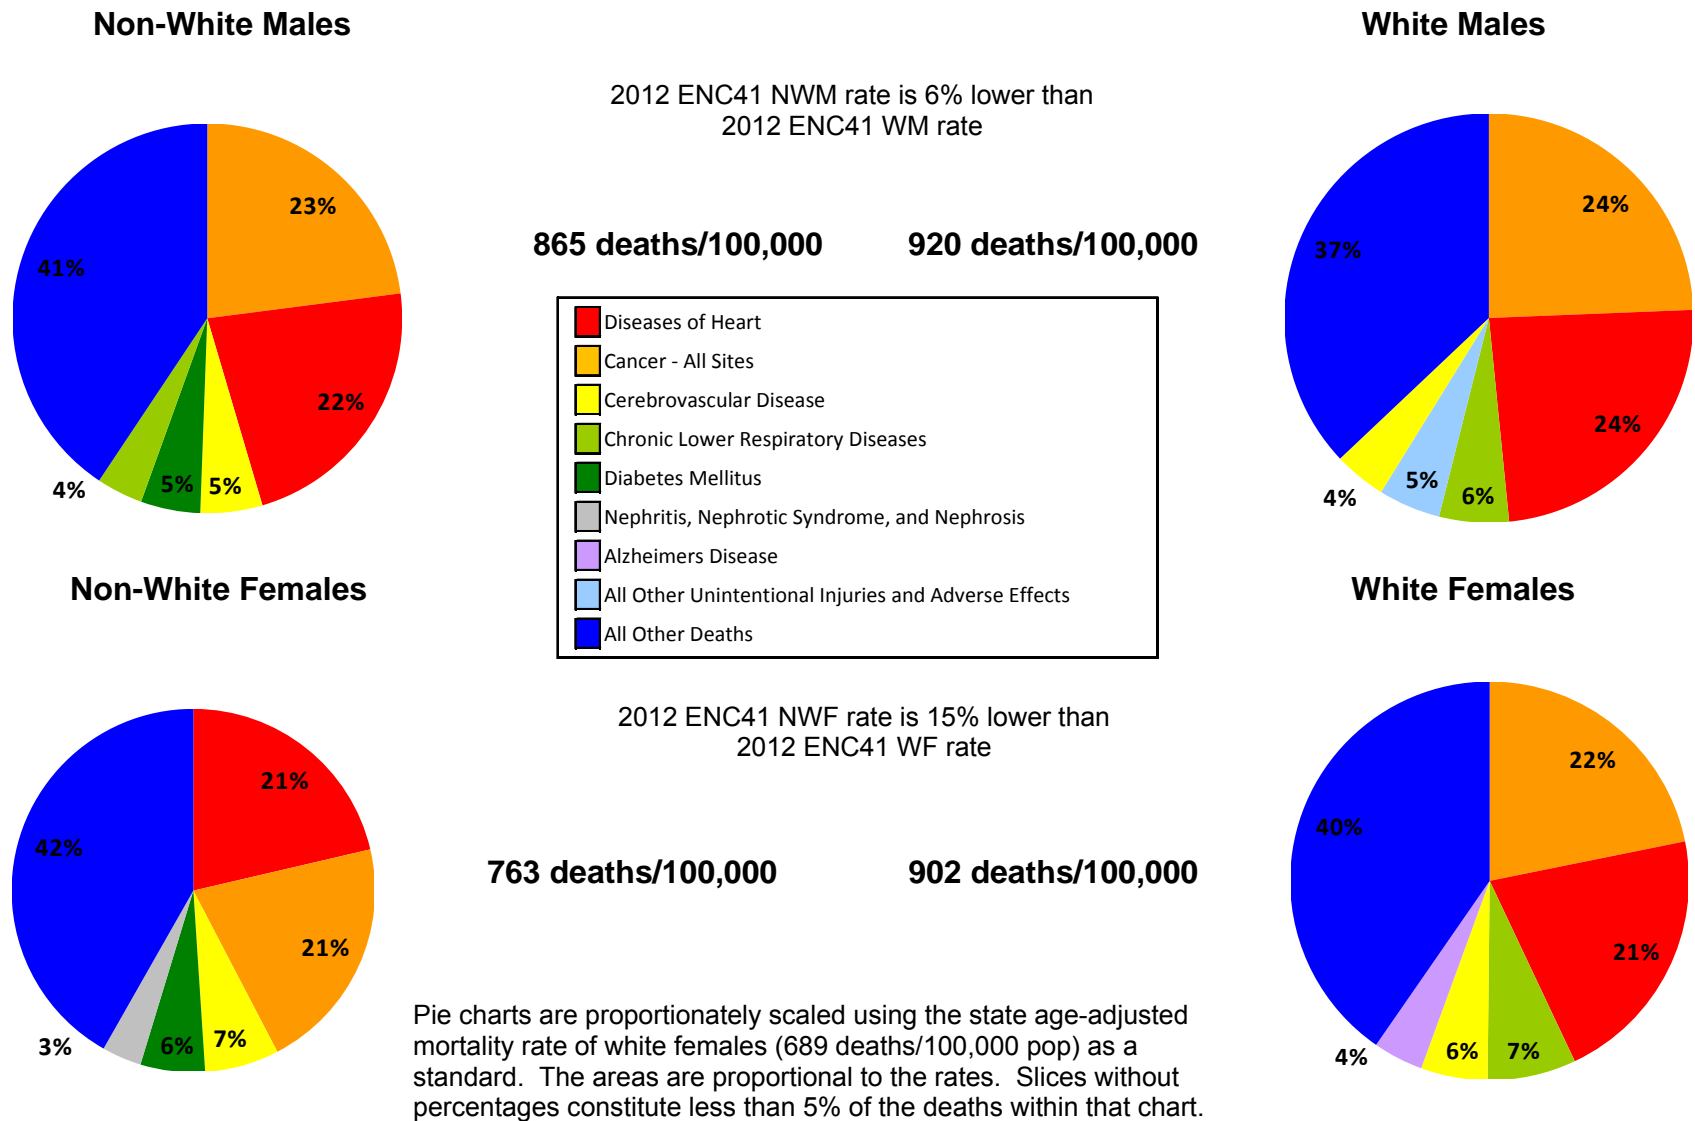 Non-White Males
White Males
2012 ENC41 NWM rate is 6% lower than
2012 ENC41 WM rate
865 deaths/100,000
920 deaths/100,000
23%
22%
5%
5%
4%
41%
24%
24%
6%
5%
4%
37%
Diseases of Heart
Cancer - All Sites
Cerebrovascular Disease
Chronic Lower Respiratory Diseases
Diabetes Mellitus
Nephritis, Nephrotic Syndrome, and Nephrosis
Alzheimers Disease
All Other Unintentional Injuries and Adverse Effects
All Other Deaths
Non-White Females
White Females
2012 ENC41 NWF rate is 15% lower than
2012 ENC41 WF rate
763 deaths/100,000
902 deaths/100,000
21%
21%
7%
6%
3%
42%
22%
21%
7%
6%
4%
40%
Pie charts are proportionately scaled using the state age-adjusted
mortality rate of white females (689 deaths/100,000 pop) as a
standard.  The areas are proportional to the rates.  Slices without
percentages constitute less than 5% of the deaths within that chart.